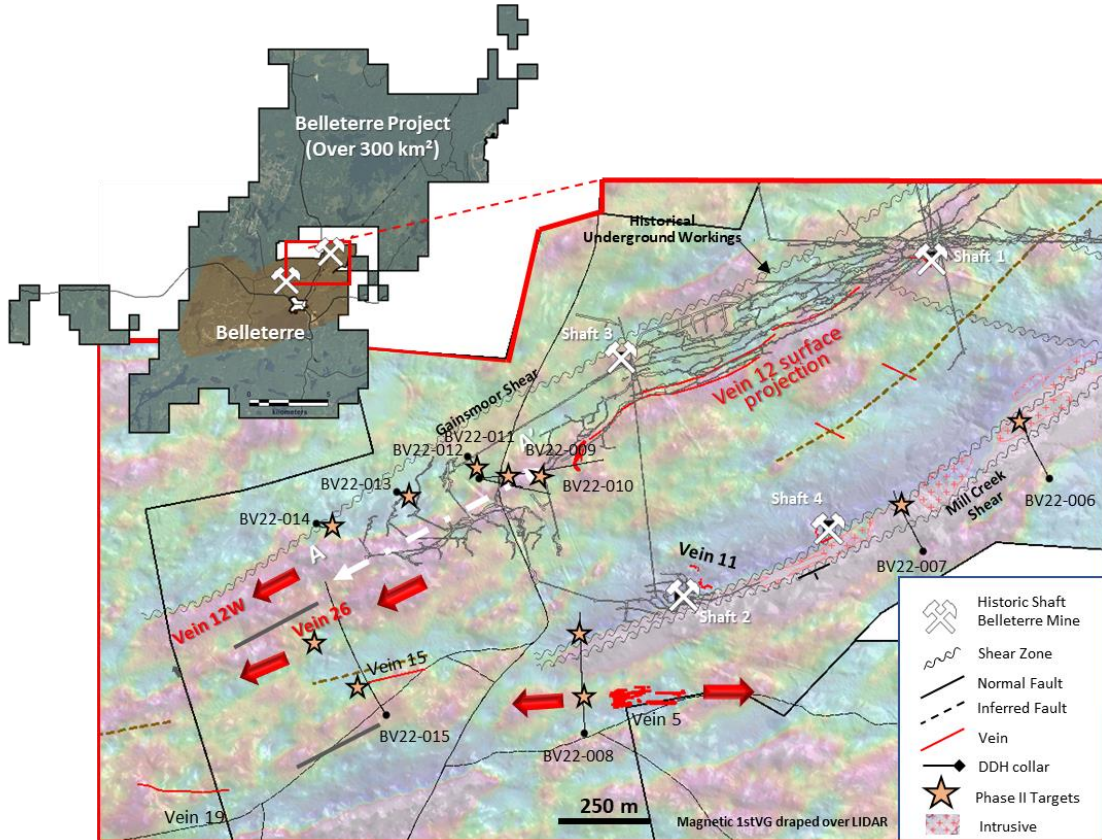 Belleterre Project
(Over 300 km²)
Belleterre
0
5
Kilometers
Historical
Underground Workings
Shaft 1
Shaft 3
Vein 12 surface
projection
Gainsmoor Shear
A'
BV22-011
BV22-012
BV22-009
BV22-010
BV22-013
BV22-014
A
Shaft 4
Mill Creek
Shear
BV22-006
BV22-007
Vein 11
Shaft 2
Vein 12W
Vein 26
Vein 15
BV22-015
Vein 5
BV22-008
Vein 19
250 m
Magnetic 1stVG draped over LIDAR
Historic Shaft
Belleterre Mine
Shear Zone
Normal Fault
Inferred Fault
Vein
DDH collar
Phase II Targets
Intrusive